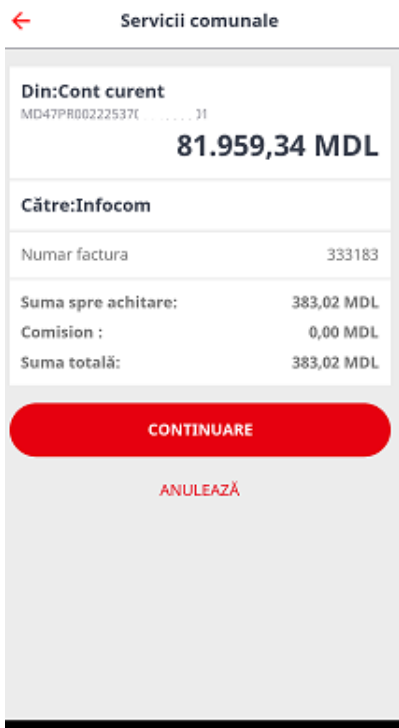 Servicii comunale
Din:Cont curent
81.959,34 MDL
Către:Infocom
Numar factura 333183
Suma spre achitare: 383,02 MDL
Comision : 0,00 MDL
Suma totală: 383,02 MDL
CONTINUARE
ANULEAZĂ